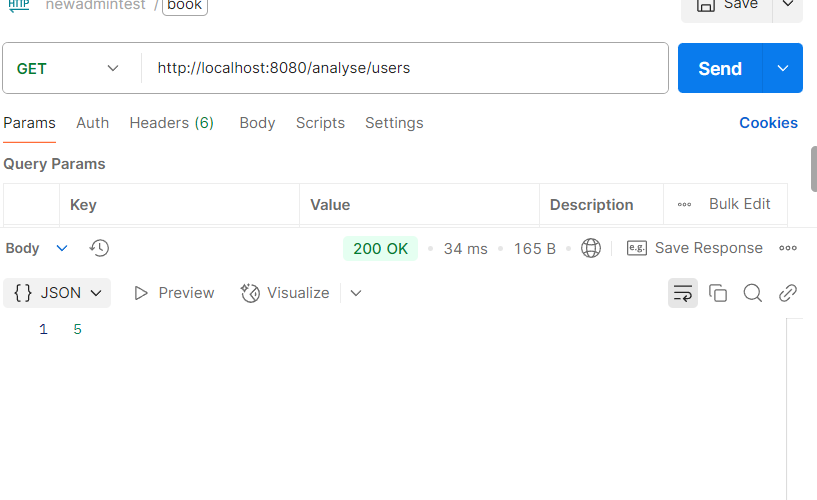 HTTP newadmintest / book Save
GET http://localhost:8080/analyse/users Send
Params Auth Headers (6) Body Scripts Settings Cookies
Query Params
Key Value Description Bulk Edit
Body 200 OK 34 ms 165 B e.g. Save Response
{} JSON Preview Visualize
1 5